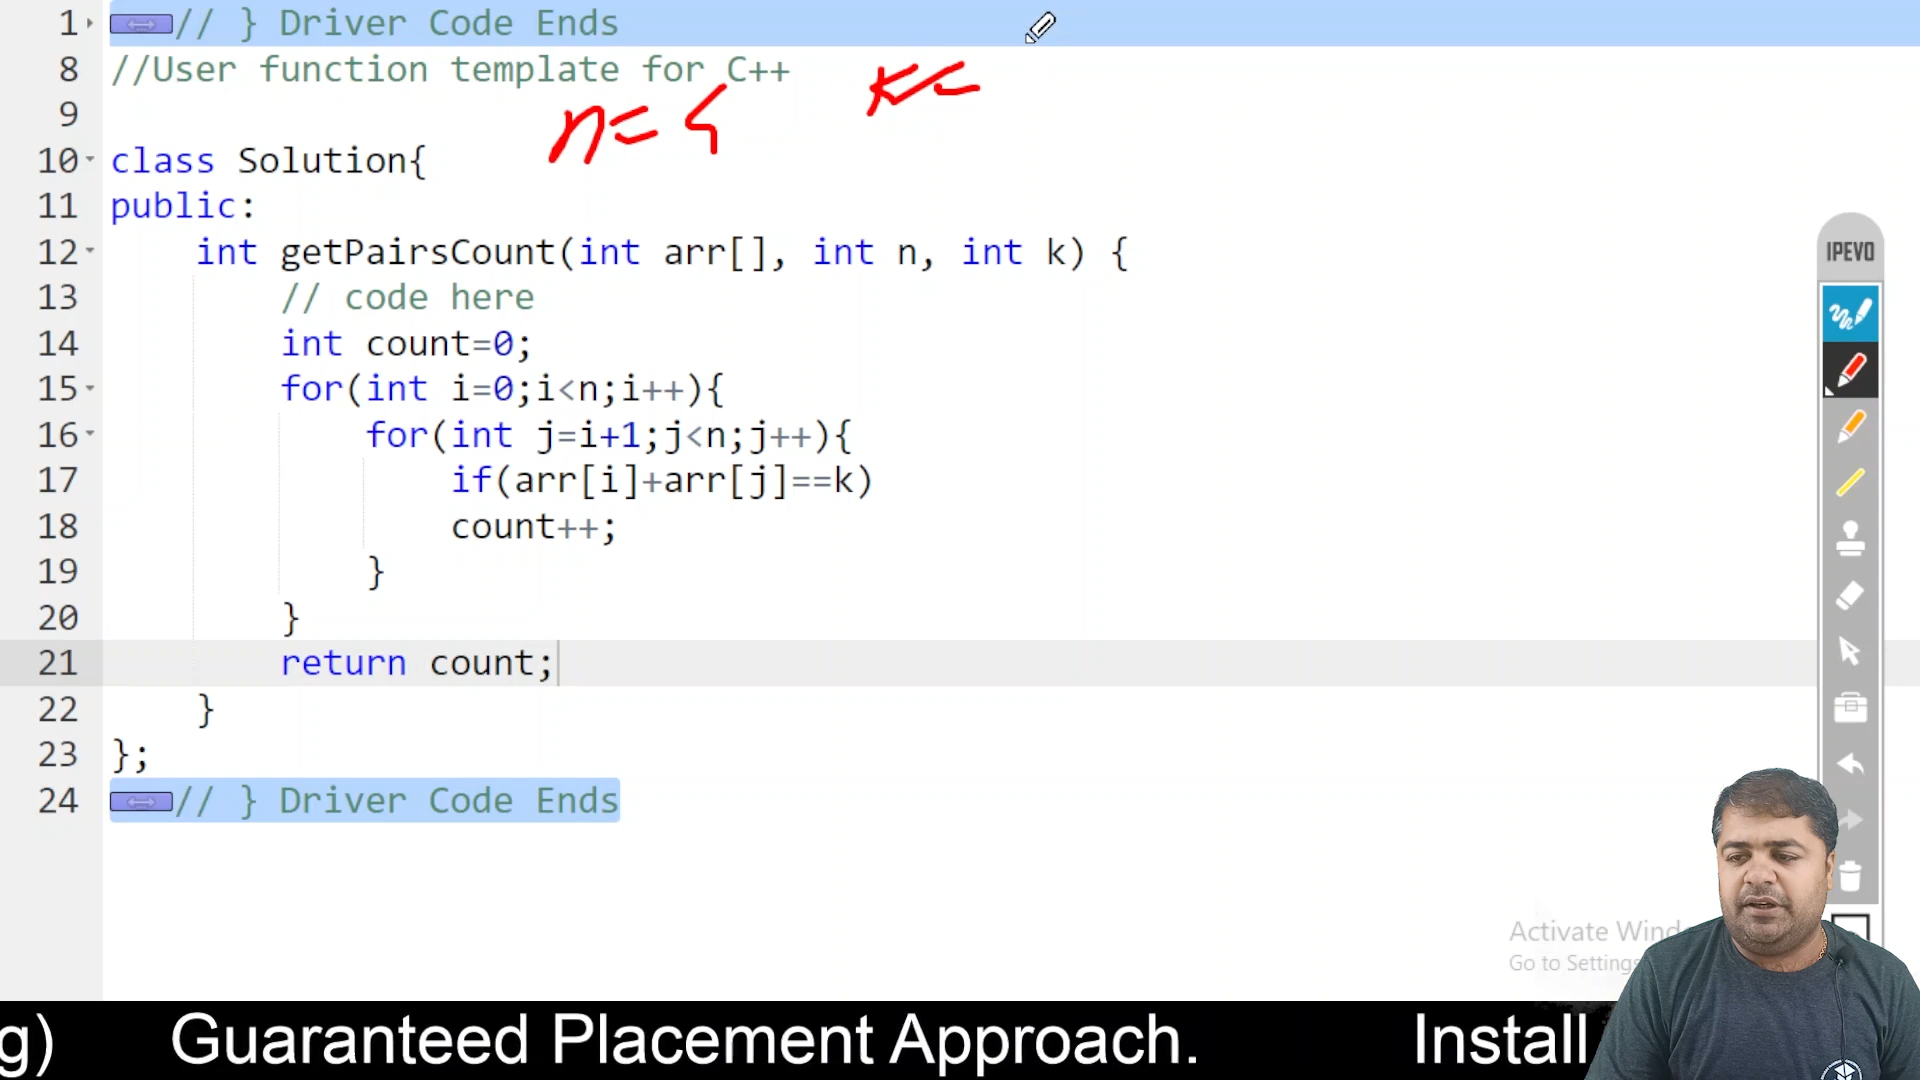 1 // } Driver Code Ends
8 //User function template for C++
k=
9
n= 4
10 class Solution{
11 public:
12 int getPairsCount(int arr[], int n, int k) {
13 // code here
14 int count=0;
15 for(int i=0;i<n;i++){
16 for(int j=i+1;j<n;j++){
17 if(arr[i]+arr[j]==k)
18 count++;
19 }
20 }
21 return count;
22 }
23 };
24 // } Driver Code Ends
IPEVO
Activate Wind
Go to Settings
g) Guaranteed Placement Approach. Install